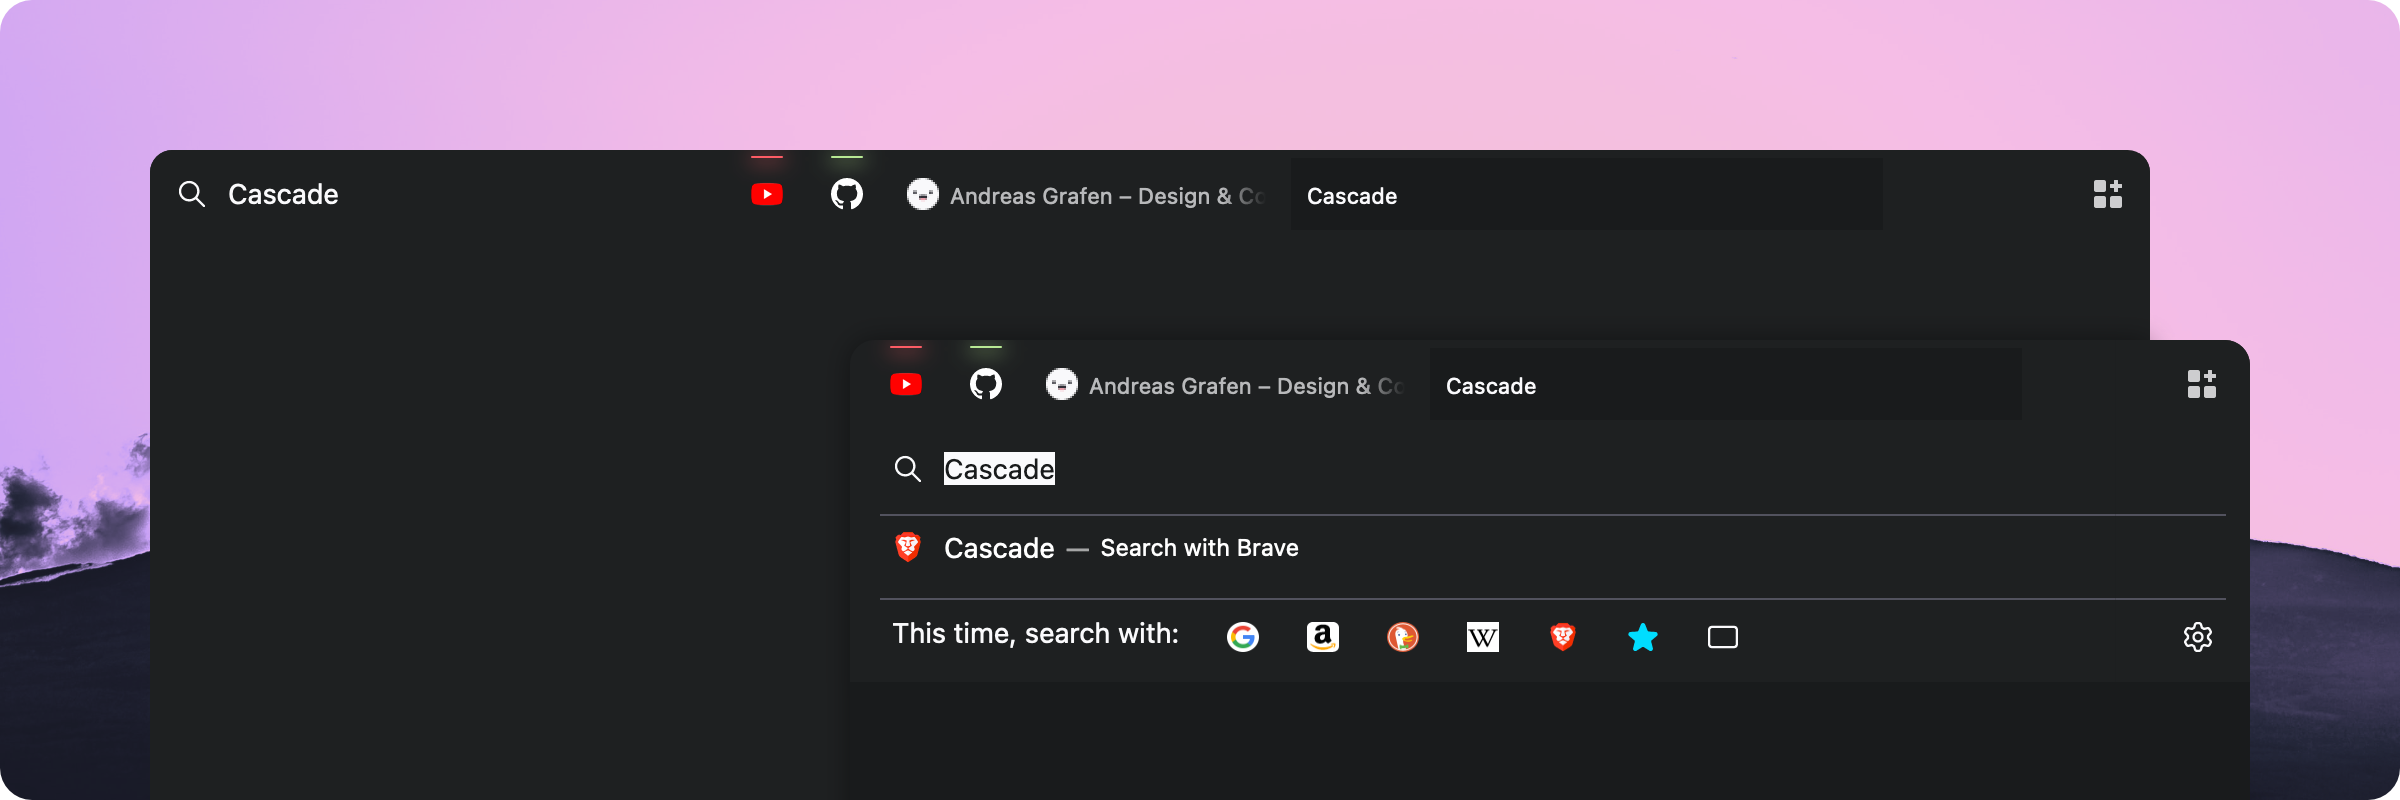 Cascade
Andreas Grafen – Design & Co
Cascade
Andreas Grafen – Design & Co
Cascade
Cascade
Cascade — Search with Brave
This time, search with: